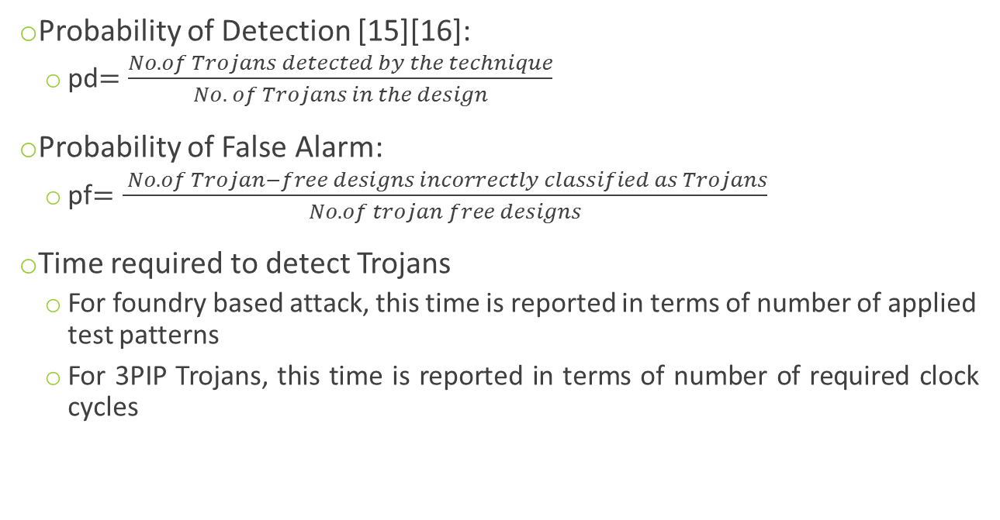 Probability of Detection [15][16]:
pd= No.of Trojans detected by the technique
No. of Trojans in the design
Probability of False Alarm:
pf= No.of Trojan−free designs incorrectly classified as Trojans
No.of trojan free designs
Time required to detect Trojans
For foundry based attack, this time is reported in terms of number of applied
test patterns
For 3PIP Trojans, this time is reported in terms of number of required clock
cycles